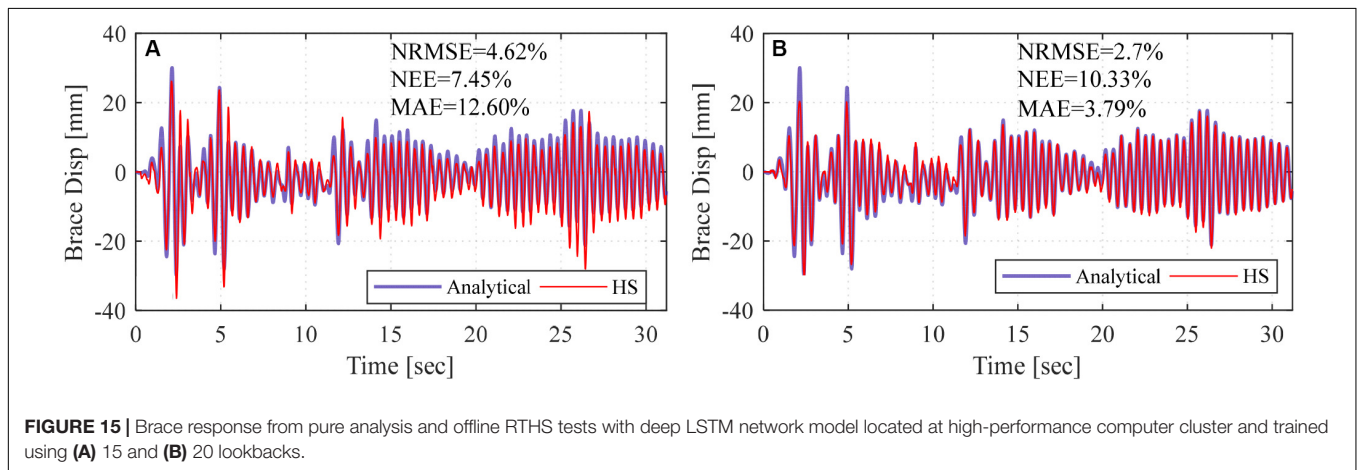 A
NRMSE=4.62%
NEE=7.45%
MAE=12.60%
Brace Disp [mm]
40
20
0
-20
-40
Analytical
HS
0 5 10 15 20 25 30
Time [sec]
B
NRMSE=2.7%
NEE=10.33%
MAE=3.79%
Brace Disp [mm]
40
20
0
-20
-40
Analytical
HS
0 5 10 15 20 25 30
Time [sec]
FIGURE 15 | Brace response from pure analysis and offline RTHS tests with deep LSTM network model located at high-performance computer cluster and trained
using (A) 15 and (B) 20 lookbacks.